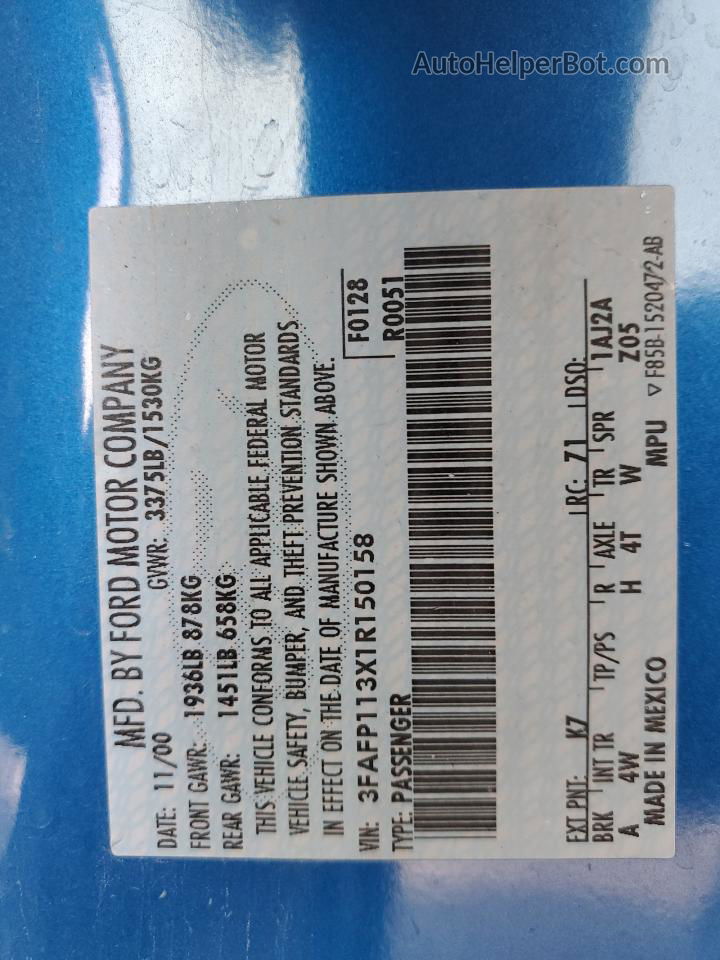 AutoHelperBot.com
MFD. BY FORD MOTOR COMPANY
DATE: 11/00 GVWR: 3375LB/1530KG
FRONT GAWR: 1936LB 878KG
REAR GAWR: 1451LB 658KG
THIS VEHICLE CONFORMS TO ALL APPLICABLE FEDERAL MOTOR
VEHICLE SAFETY, BUMPER, AND THEFT PREVENTION STANDARDS
IN EFFECT ON THE DATE OF MANUFACTURE SHOWN ABOVE.
VIN: 3FAFP113X1R150158 F0128
TYPE: PASSENGER R0051
EXT PNT: K7 RC: 71 DSO:
BRK INT TR TP/PS R AXLE TR SPR 1AJ2A
A 4W H 4T W Z05
MADE IN MEXICO MPU ▽ F85B-1520472-AB